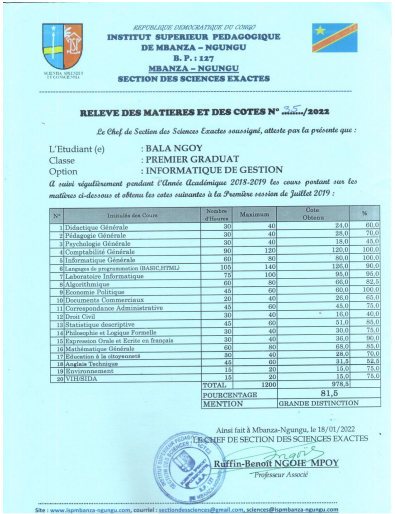 REPUBLIQUE DEMOCRATIQUE DU CONGO
INSTITUT SUPERIEUR PEDAGOGIQUE
DE MBANZA – NGUNGU
B. P. : 127
MBANZA – NGUNGU
SECTION DES SCIENCES EXACTES
RELEVE DES MATIERES ET DES COTES N° 35/2022
Le Chef de Section des Sciences Exactes soussigné, atteste par la présente que :
L'Etudiant (e) : BALA NGOY
Classe : PREMIER GRADUAT
Option : INFORMATIQUE DE GESTION
A suivi régulièrement pendant l'Année Académique 2018-2019 les cours portant sur les
matières ci-dessous et obtenu les cotes suivantes à la Première session de Juillet 2019 :
N° Intitulés des Cours Nombre d'Heures Maximum Cote Obtenu %
1 Didactique Générale 30 40 24,0 60,0
2 Pédagogie Générale 30 40 28,0 70,0
3 Psychologie Générale 30 40 18,0 45,0
4 Comptabilité Générale 90 120 120,0 100,0
5 Informatique Générale 60 80 80,0 100,0
6 Langages de programmation (BASIC,HTML) 105 140 126,0 90,0
7 Laboratoire Informatique 75 100 95,0 95,0
8 Algorithmique 60 80 66,0 82,5
9 Economie Politique 45 60 60,0 100,0
10 Documents Commerciaux 20 40 26,0 65,0
11 Correspondance Administrative 45 60 45,0 75,0
12 Droit Civil 30 40 16,0 40,0
13 Statistique descriptive 45 60 51,0 85,0
14 Philosophie et Logique Formelle 30 40 30,0 75,0
15 Expression Orale et Ecrite en français 30 40 36,0 90,0
16 Mathématique Générale 60 80 68,0 85,0
17 Education à la citoyenneté 30 40 28,0 70,0
18 Anglais Technique 45 60 31,5 52,5
19 Environnement 15 20 15,0 75,0
20 VIH/SIDA 15 20 15,0 75,0
TOTAL 1200 978,5
POURCENTAGE 81,5
MENTION GRANDE DISTINCTION
Ainsi fait à Mbanza-Ngungu, le 18/01/2022
LE CHEF DE SECTION DES SCIENCES EXACTES
Ruffin-Benoît NGOIE MPOY
Professeur Associé
Site : www.ispmbanza-ngungu.com, courriel : sectiondessciences@gmail.com, sciences@ispmbanza-ngungu.com